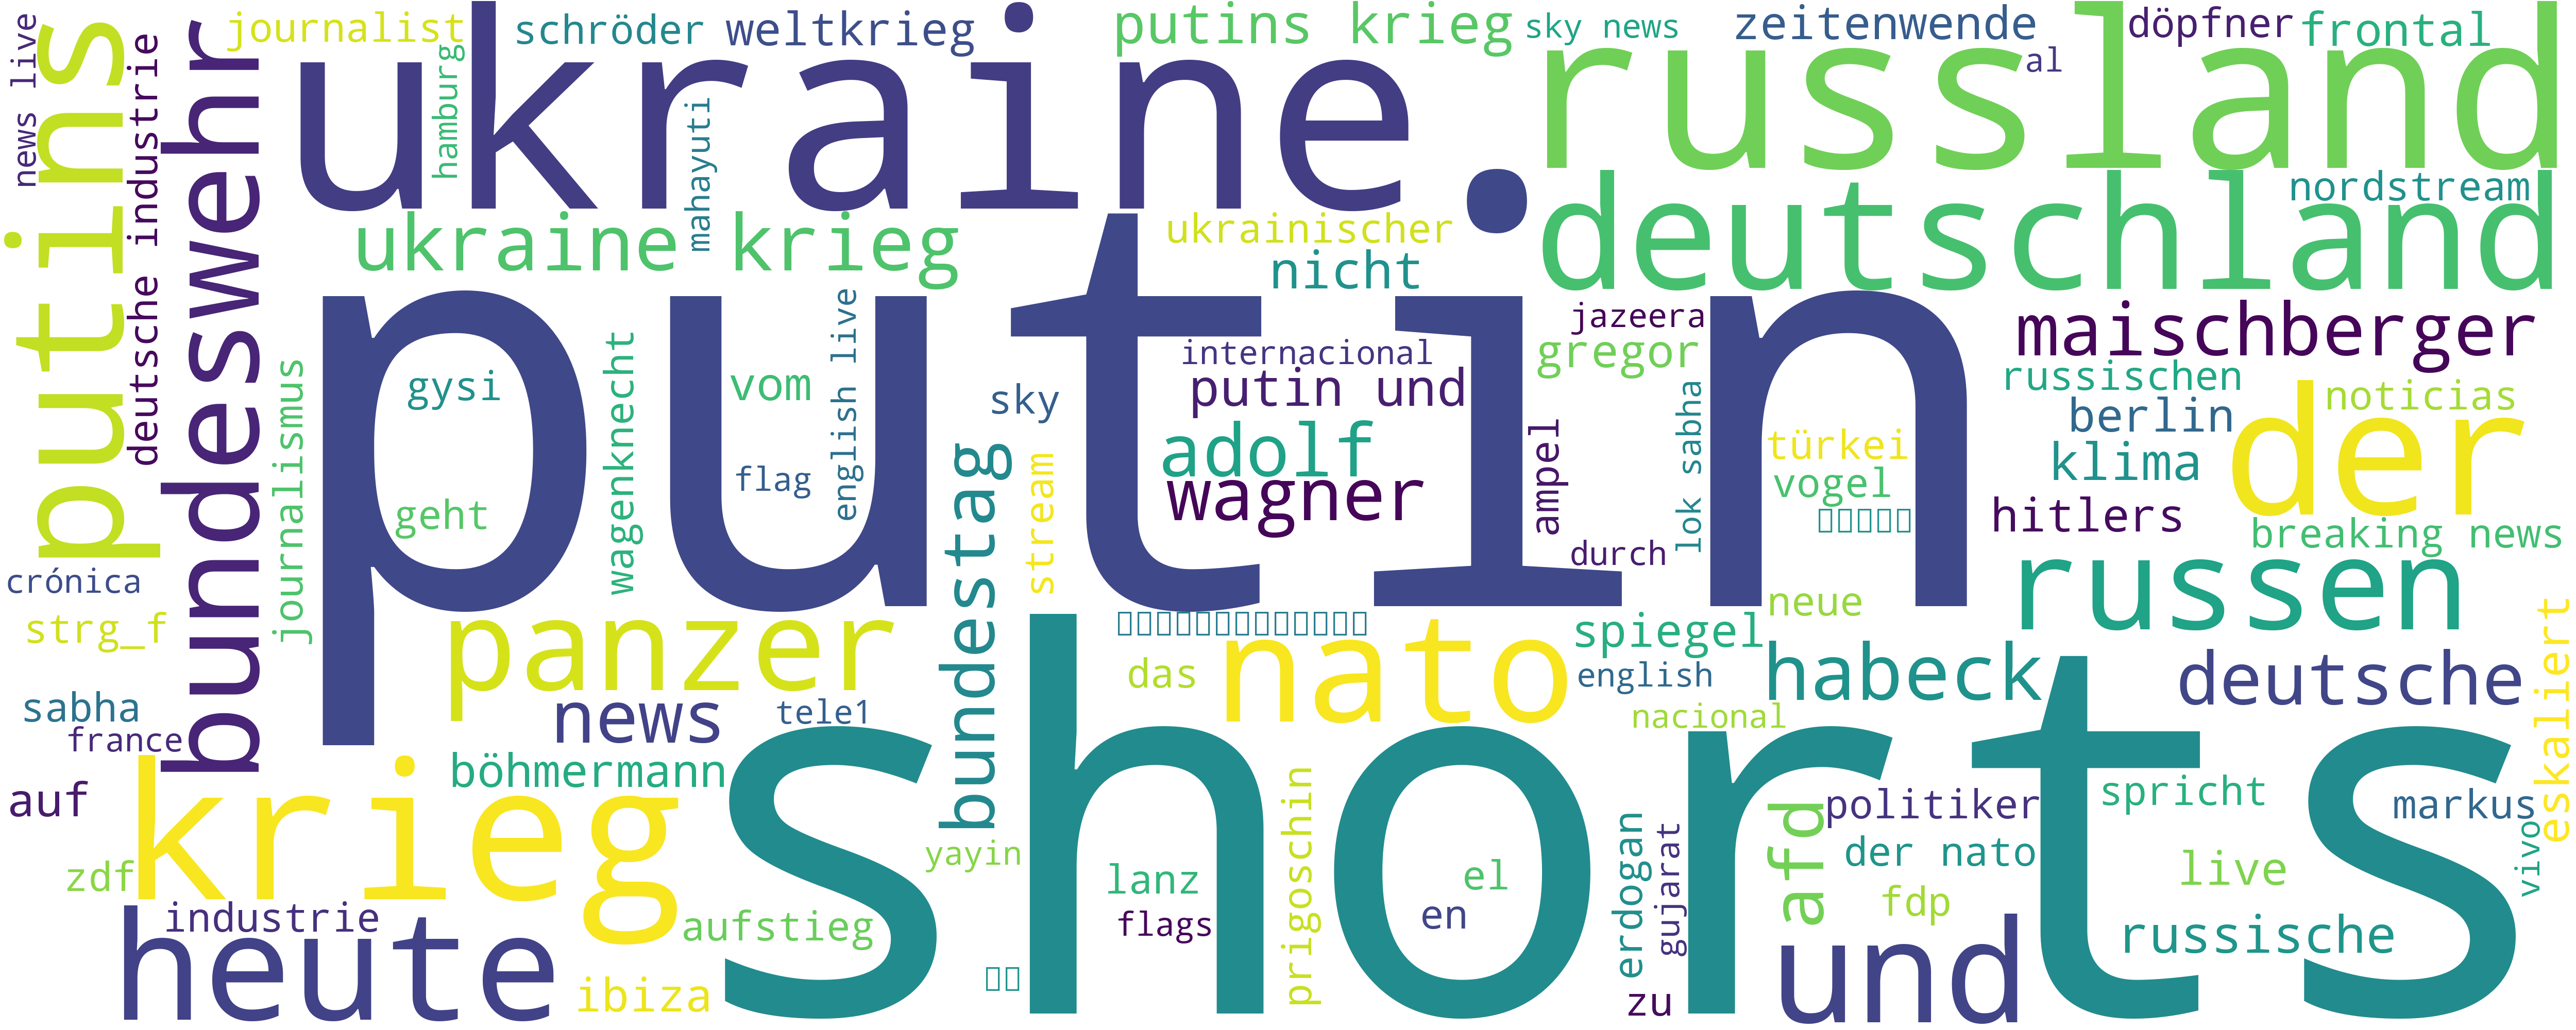 news live
putins
deutsche industrie
bundeswehr
journalist
hamburg
schröder
weltkrieg
ukraine.
mahayuti
putins krieg
sky news
zeitenwende
al
döpfner
frontal
russland
nordstream
deutschland
ukraine krieg
ukrainischer
nicht
putin
journalismus
gysi
geht
wagenknecht
vom
flag
english live
sky
bundestag
stream
internacional
putin und
adolf
wagner
jazeera
gregor
ampel
durch
lok sabha
türkei
vogel
neue
maischberger
russischen
berlin
noticias
klima
der
hitlers
breaking news
russen
crónica
strg_f
sabha
france
auf
zdf
panzer
news
tele1
böhmermann
krieg
das
nato
spiegel
english
nacional
habeck
deutsche
eskaliert
shorts
industrie
heute
aufstieg
ibiza
yayin
lanz
flags
prigoschin
el
en
erdogan
gujarat
zu
afd
politiker
der nato
fdp
und
spricht
live
russische
markus
vivo